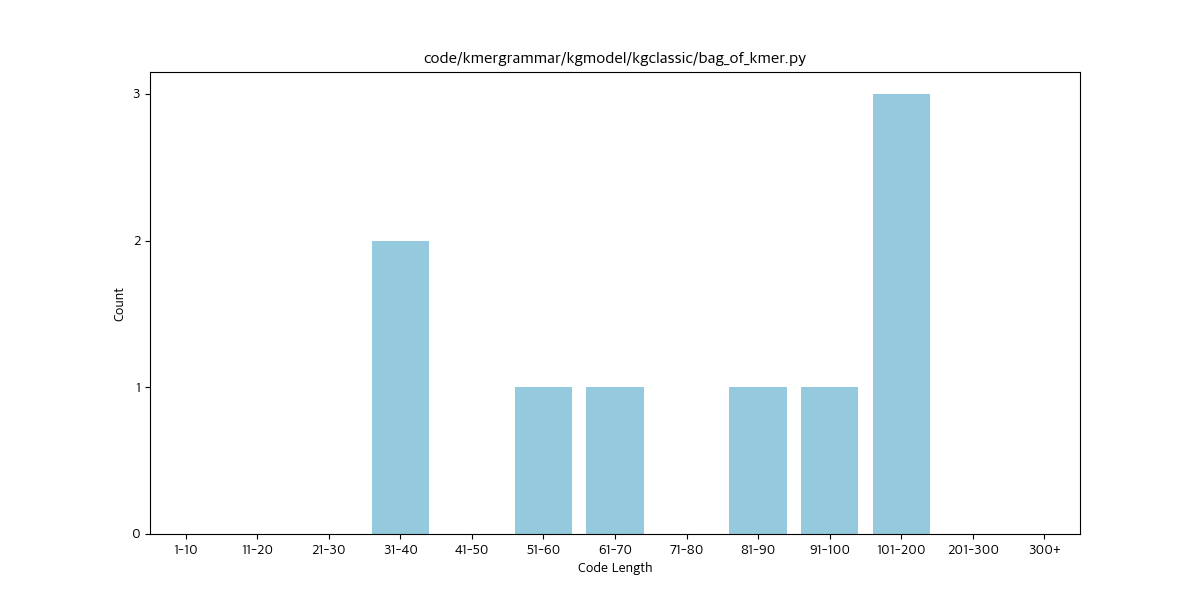 code/kmergrammar/kgmodel/kgclassic/bag_of_kmer.py
3
2
1
0
Count
1-10 11-20 21-30 31-40 41-50 51-60 61-70 71-80 81-90 91-100 101-200 201-300 300+
Code Length